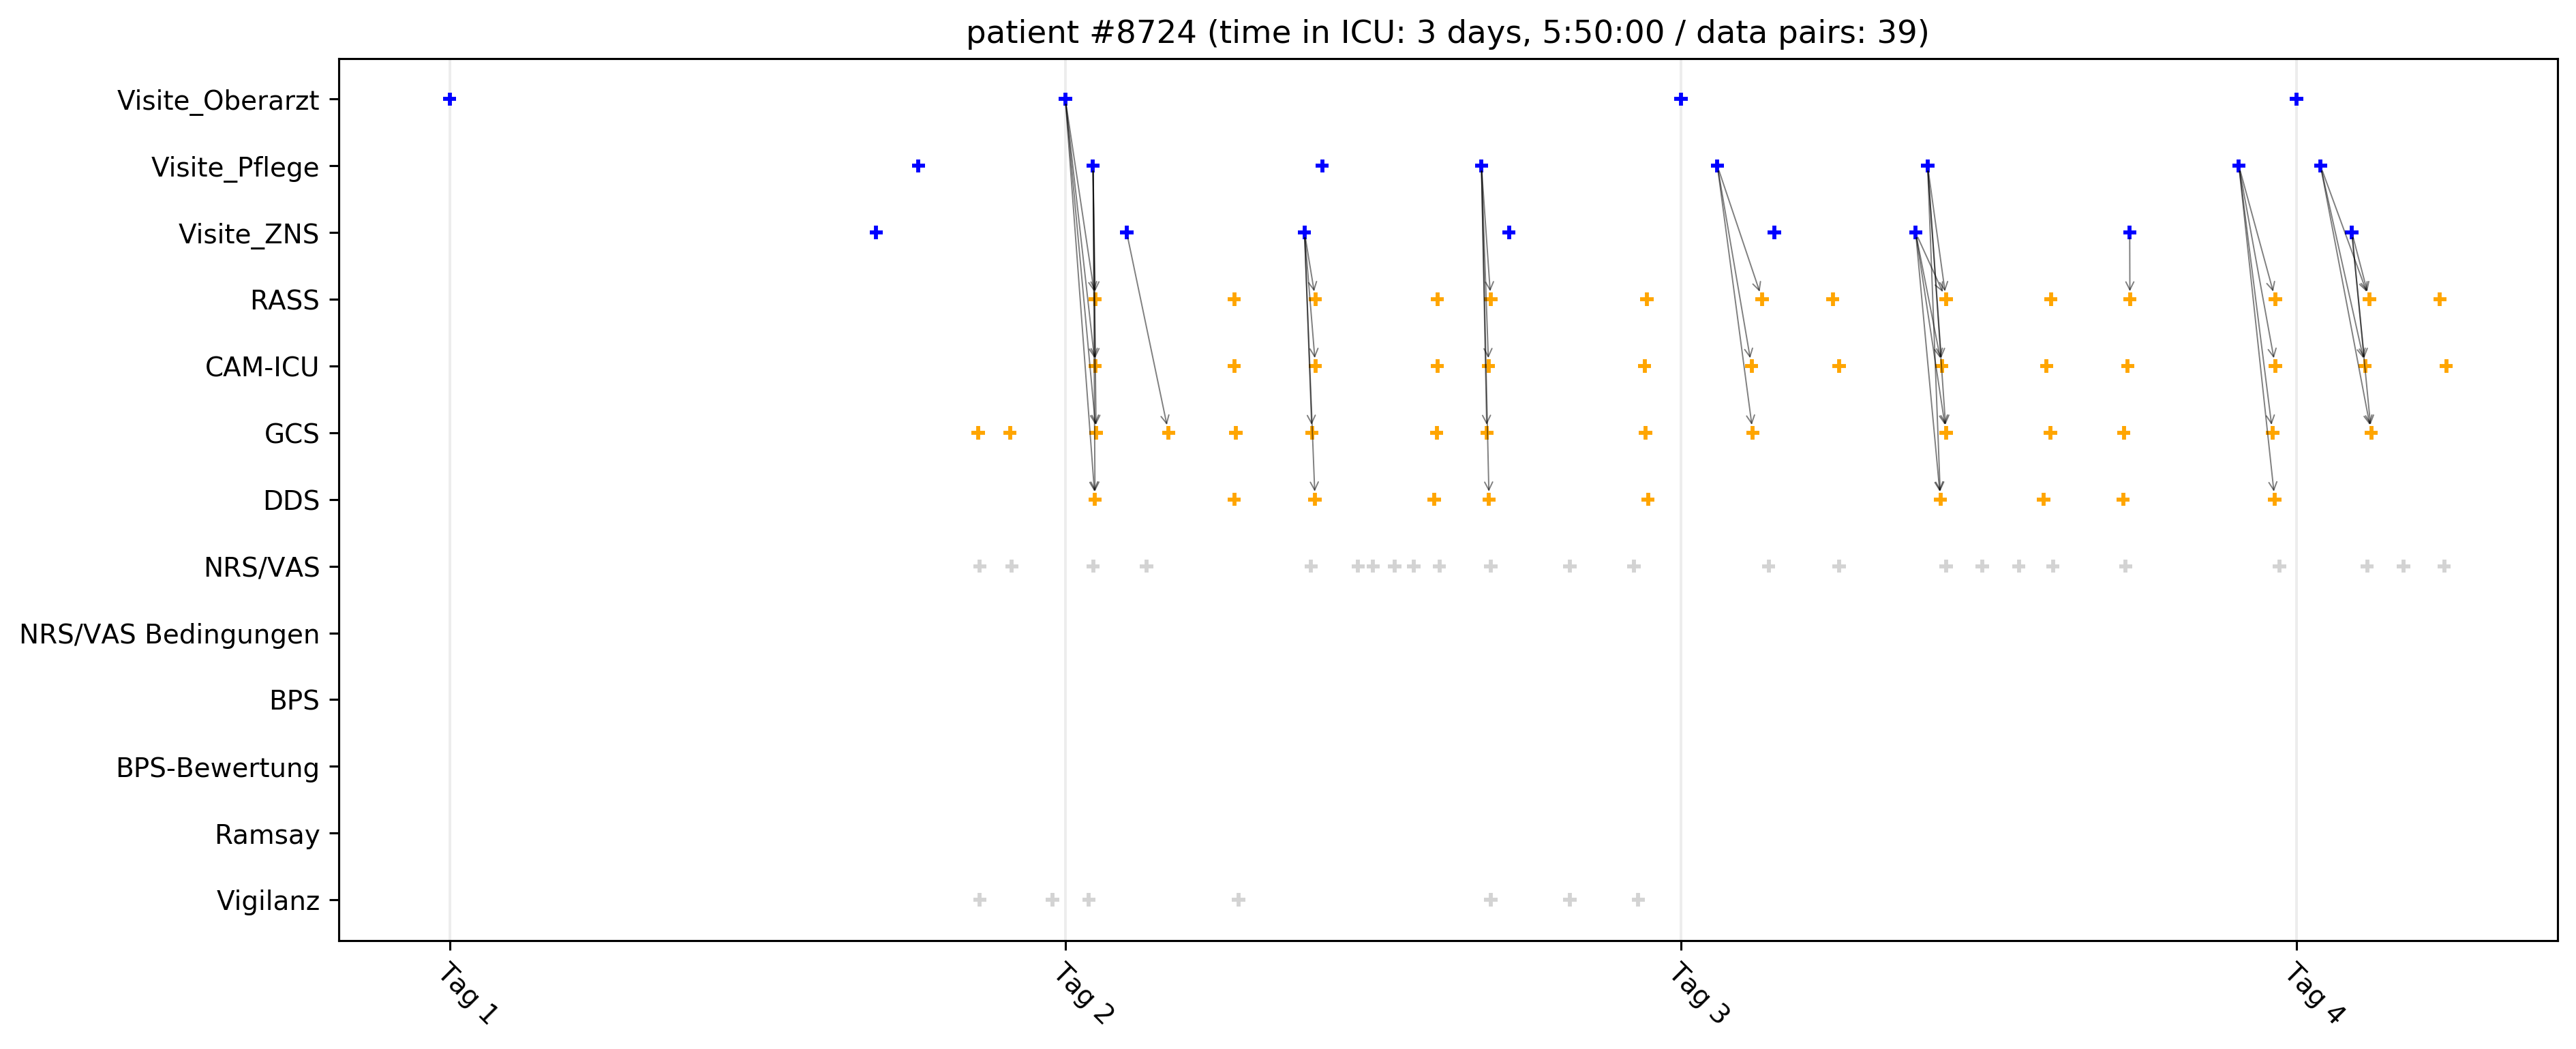 patient #8724 (time in ICU: 3 days, 5:50:00 / data pairs: 39)
Visite_Oberarzt
Visite_Pflege
Visite_ZNS
RASS
CAM-ICU
GCS
DDS
NRS/VAS
NRS/VAS Bedingungen
BPS
BPS-Bewertung
Ramsay
Vigilanz
Tag 1
Tag 2
Tag 3
Tag 4